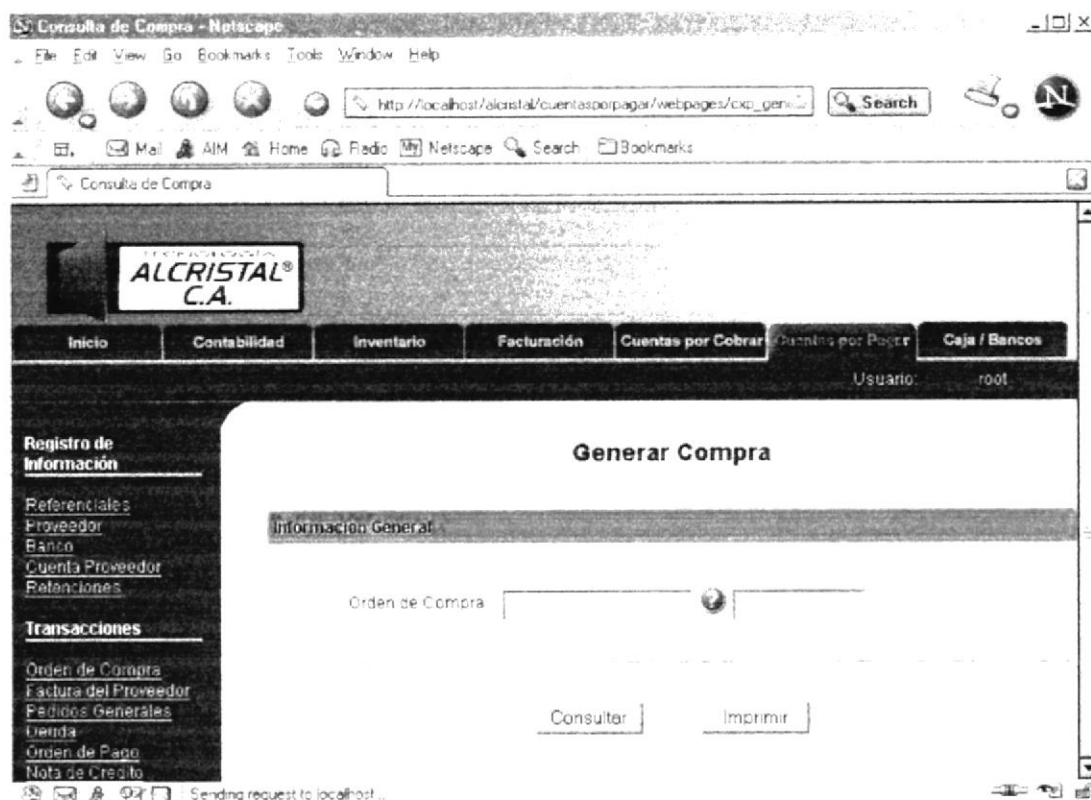 Consulta de Compra - Netscape
File Edit View Go Bookmarks Tools Window Help
http://localhost/alcristal/cuentasporpagar/webpages/cxp_gen Search
Mail AIM Home Radio My Netscape Search Bookmarks
Consulta de Compra
ALCRISTAL®
C.A.
Inicio Contabilidad Inventario Facturación Cuentas por Cobrar Cuentas por Pagar Caja / Bancos
Usuario: root
Generar Compra
Registro de
Información
Referenciales
Proveedor
Banco
Cuenta Proveedor
Retenciones
Información General
Orden de Compra
Transacciones
Orden de Compra
Factura del Proveedor
Pedidos Generales
Deuda
Orden de Pago
Nota de Credito
Consultar Imprimir
Sending request to localhost...